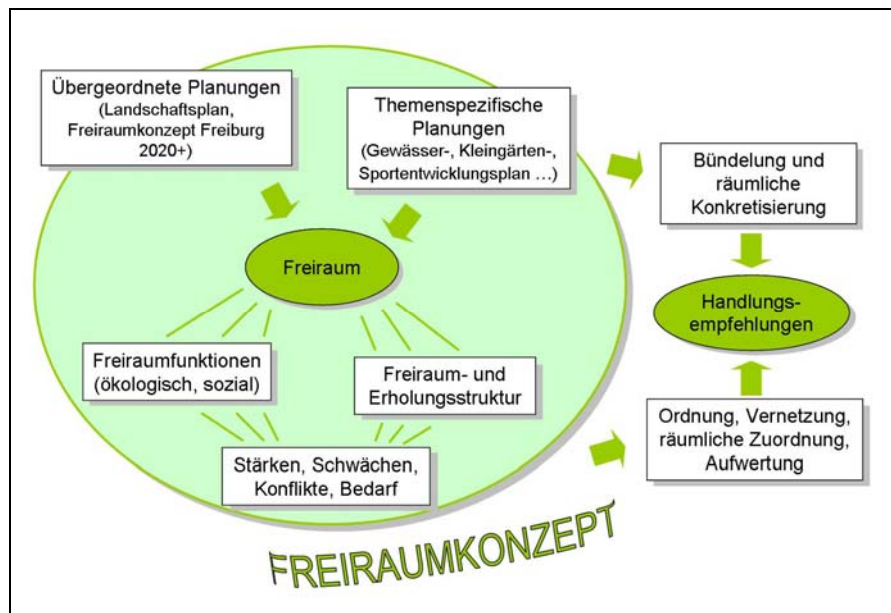 Übergeordnete Planungen
(Landschaftsplan,
Freiraumkonzept Freiburg
2020+)
Themenspezifische
Planungen
(Gewässer-, Kleingärten-,
Sportentwicklungsplan ...)
Bündelung und
räumliche
Konkretisierung
Freiraum
Handlungs-
empfehlungen
Freiraumfunktionen
(ökologisch, sozial)
Freiraum- und
Erholungsstruktur
Ordnung, Vernetzung,
räumliche Zuordnung,
Aufwertung
Stärken, Schwächen,
Konflikte, Bedarf
FREIRAUMKONZEPT